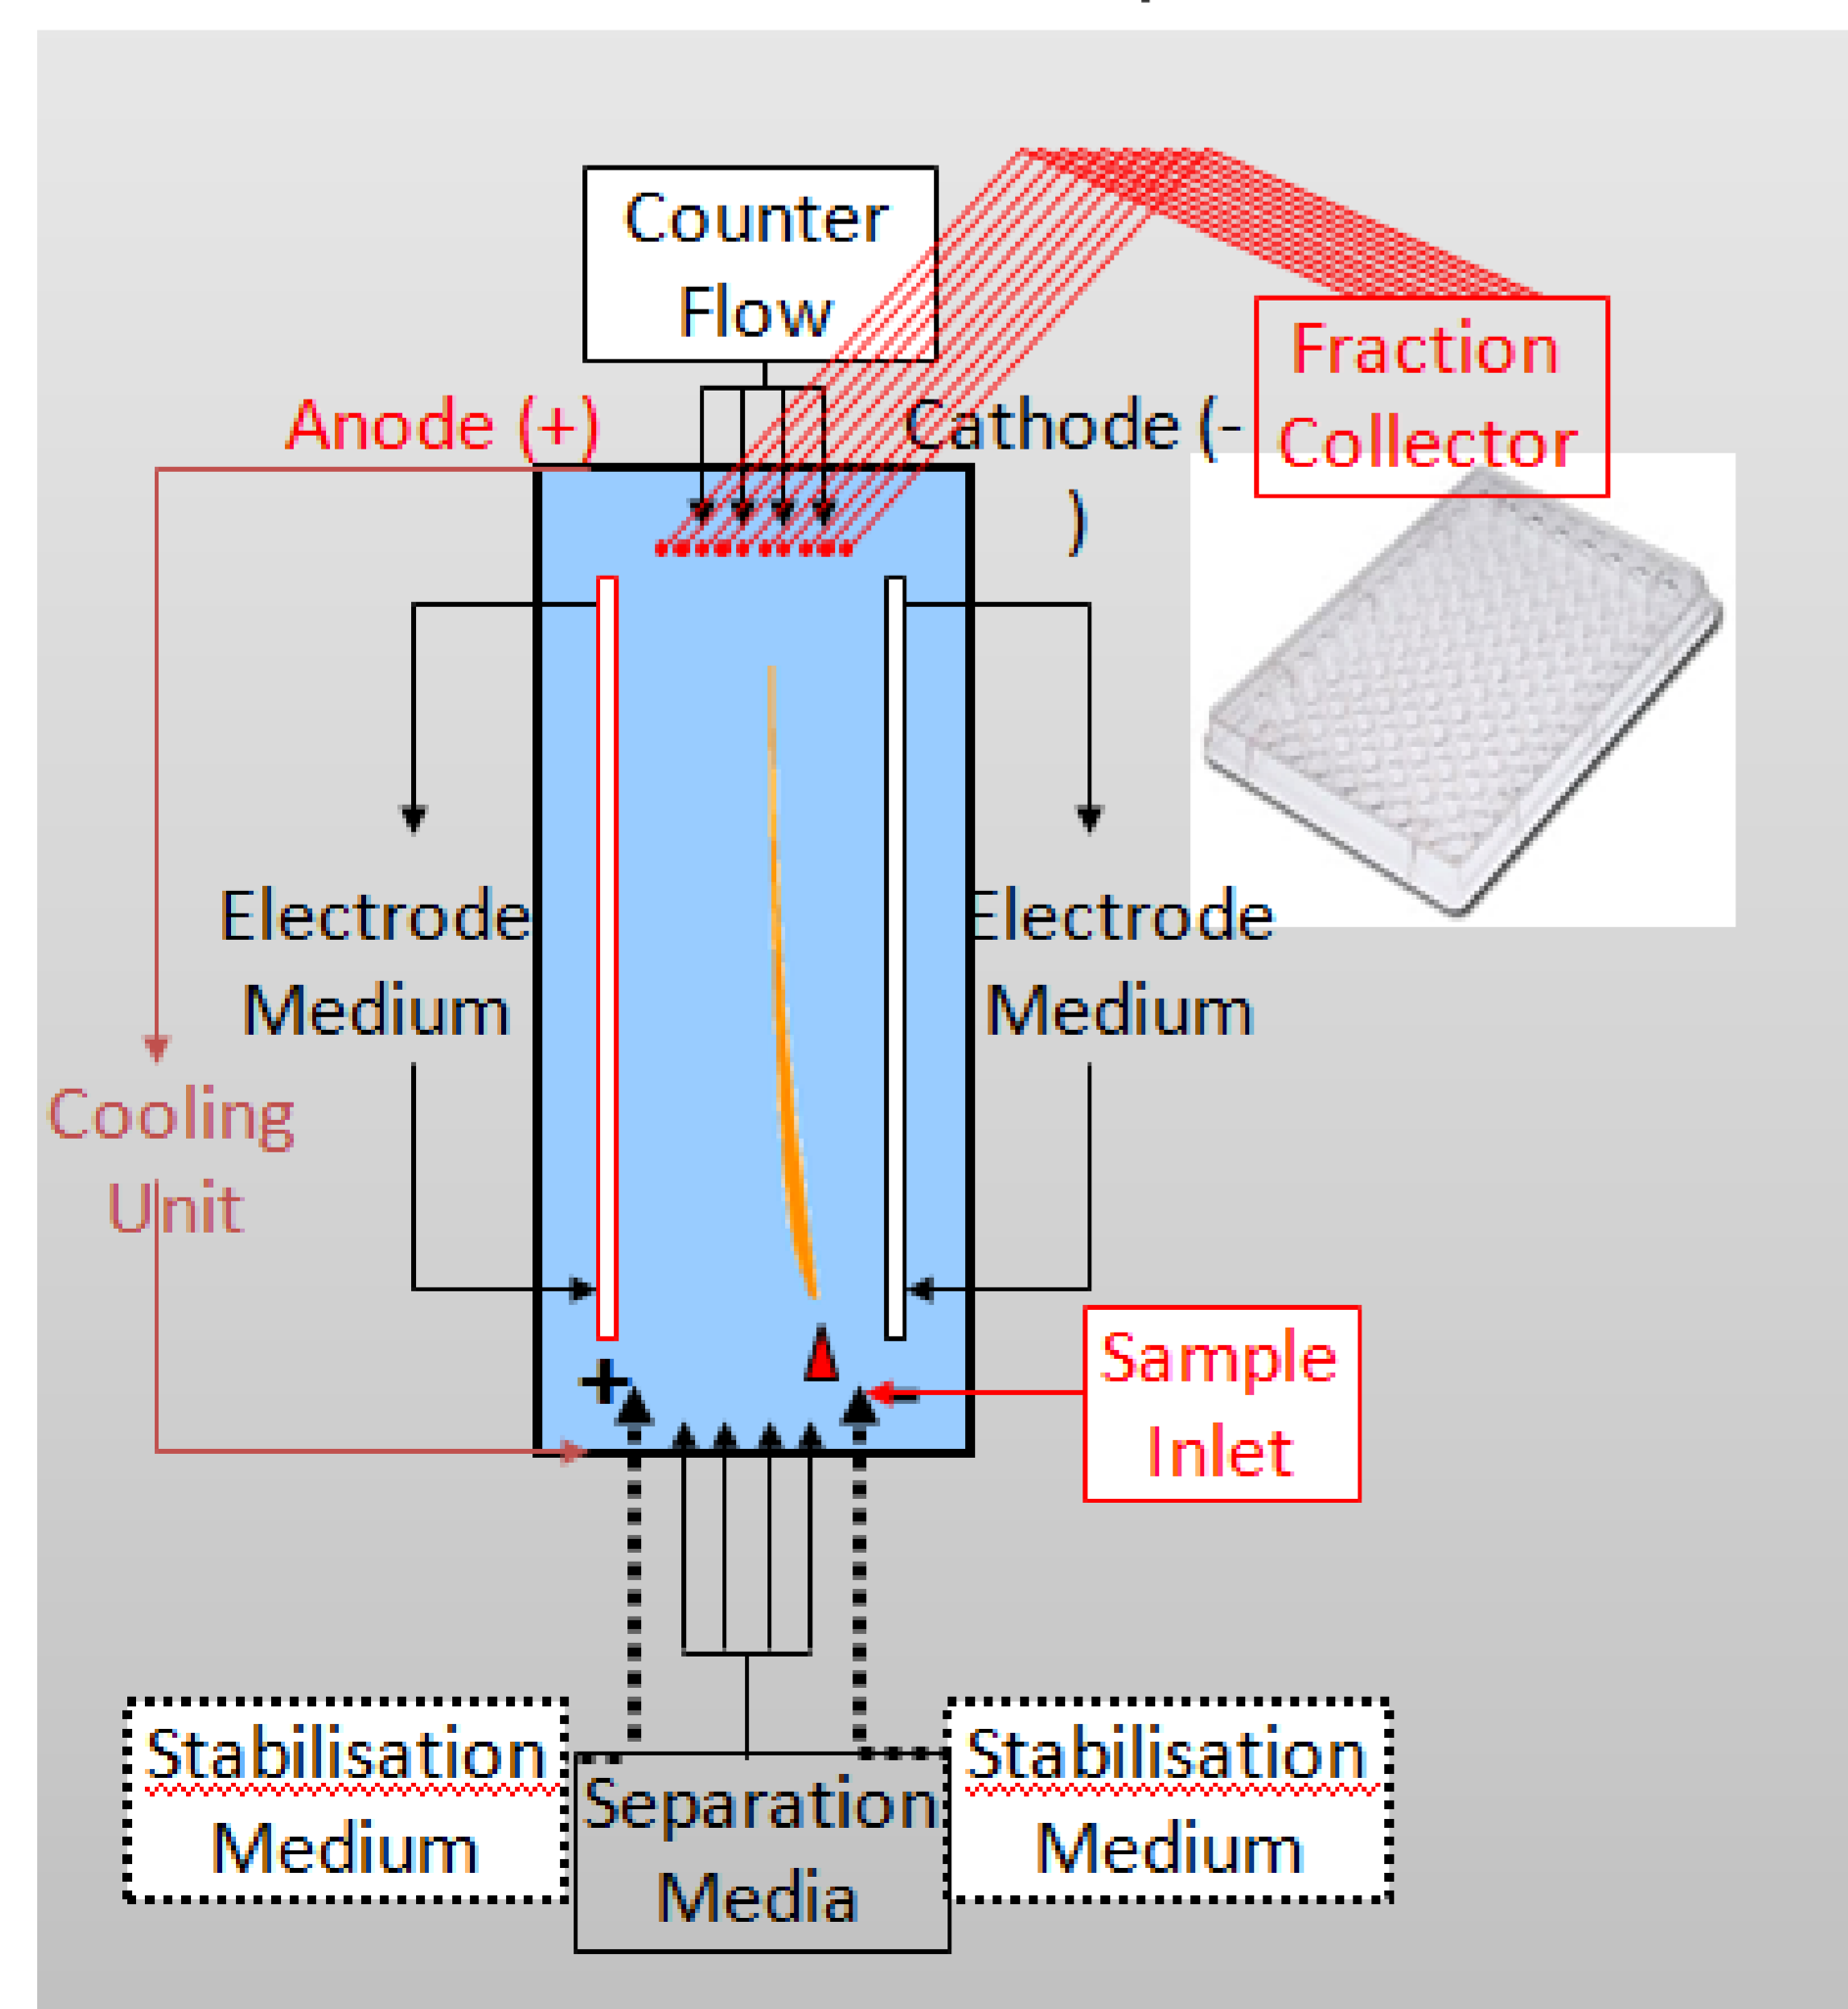 Counter
Flow
Fraction
Collector
Anode (+)
Cathode (-
)
Electrode
Medium
Electrode
Medium
Cooling
Unit
+
-
Sample
Inlet
Stabilisation
Medium
Separation
Media
Stabilisation
Medium